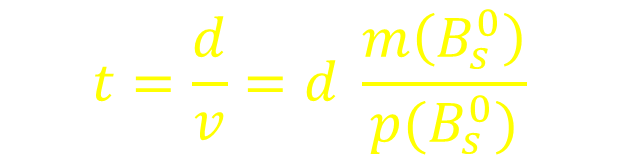 t = d/v = d m(B_s^0)/p(B_s^0)